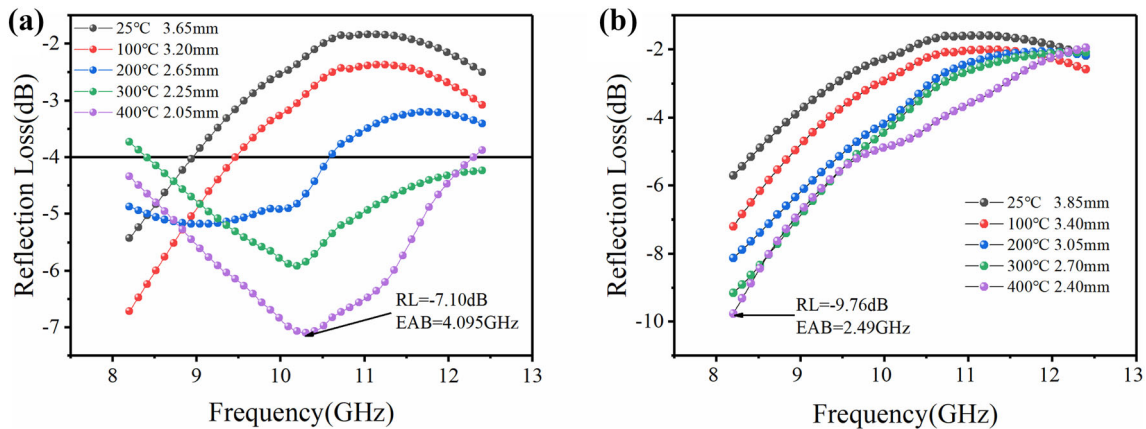 (a)
25℃ 3.65mm
100℃ 3.20mm
200℃ 2.65mm
300℃ 2.25mm
400℃ 2.05mm
-2
-3
-4
-5
-6
-7
Reflection Loss(dB)
RL=-7.10dB
EAB=4.095GHz
8 9 10 11 12 13
Frequency(GHz)
(b)
-2
-4
-6
-8
-10
Reflection Loss(dB)
25℃ 3.85mm
100℃ 3.40mm
200℃ 3.05mm
300℃ 2.70mm
400℃ 2.40mm
RL=-9.76dB
EAB=2.49GHz
8 9 10 11 12 13
Frequency(GHz)